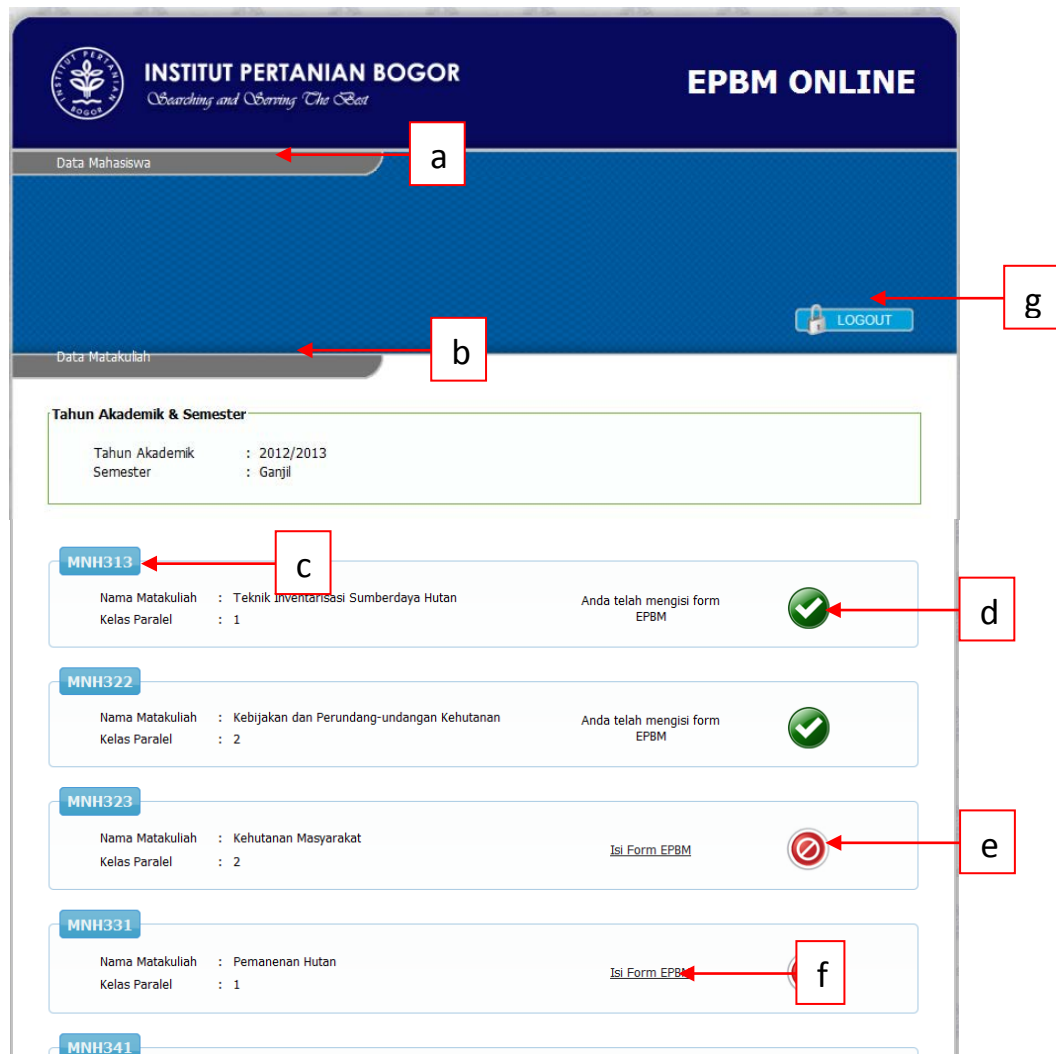 INSTITUT PERTANIAN BOGOR
Searching and Serving The Best
EPBM ONLINE
INSTITUT PERTANIAN
BOGOR
a
Data Mahasiswa
g
LOGOUT
b
Data Matakuliah
Tahun Akademik & Semester
Tahun Akademik : 2012/2013
Semester : Ganjil
MNH313
c
Nama Matakuliah : Teknik Inventarisasi Sumberdaya Hutan
Kelas Paralel : 1
Anda telah mengisi form
EPBM
d
MNH322
Nama Matakuliah : Kebijakan dan Perundang-undangan Kehutanan
Kelas Paralel : 2
Anda telah mengisi form
EPBM
MNH323
Nama Matakuliah : Kehutanan Masyarakat
Kelas Paralel : 2
Isi Form EPBM
e
MNH331
Nama Matakuliah : Pemanenan Hutan
Kelas Paralel : 1
Isi Form EPBM
f
MNH341